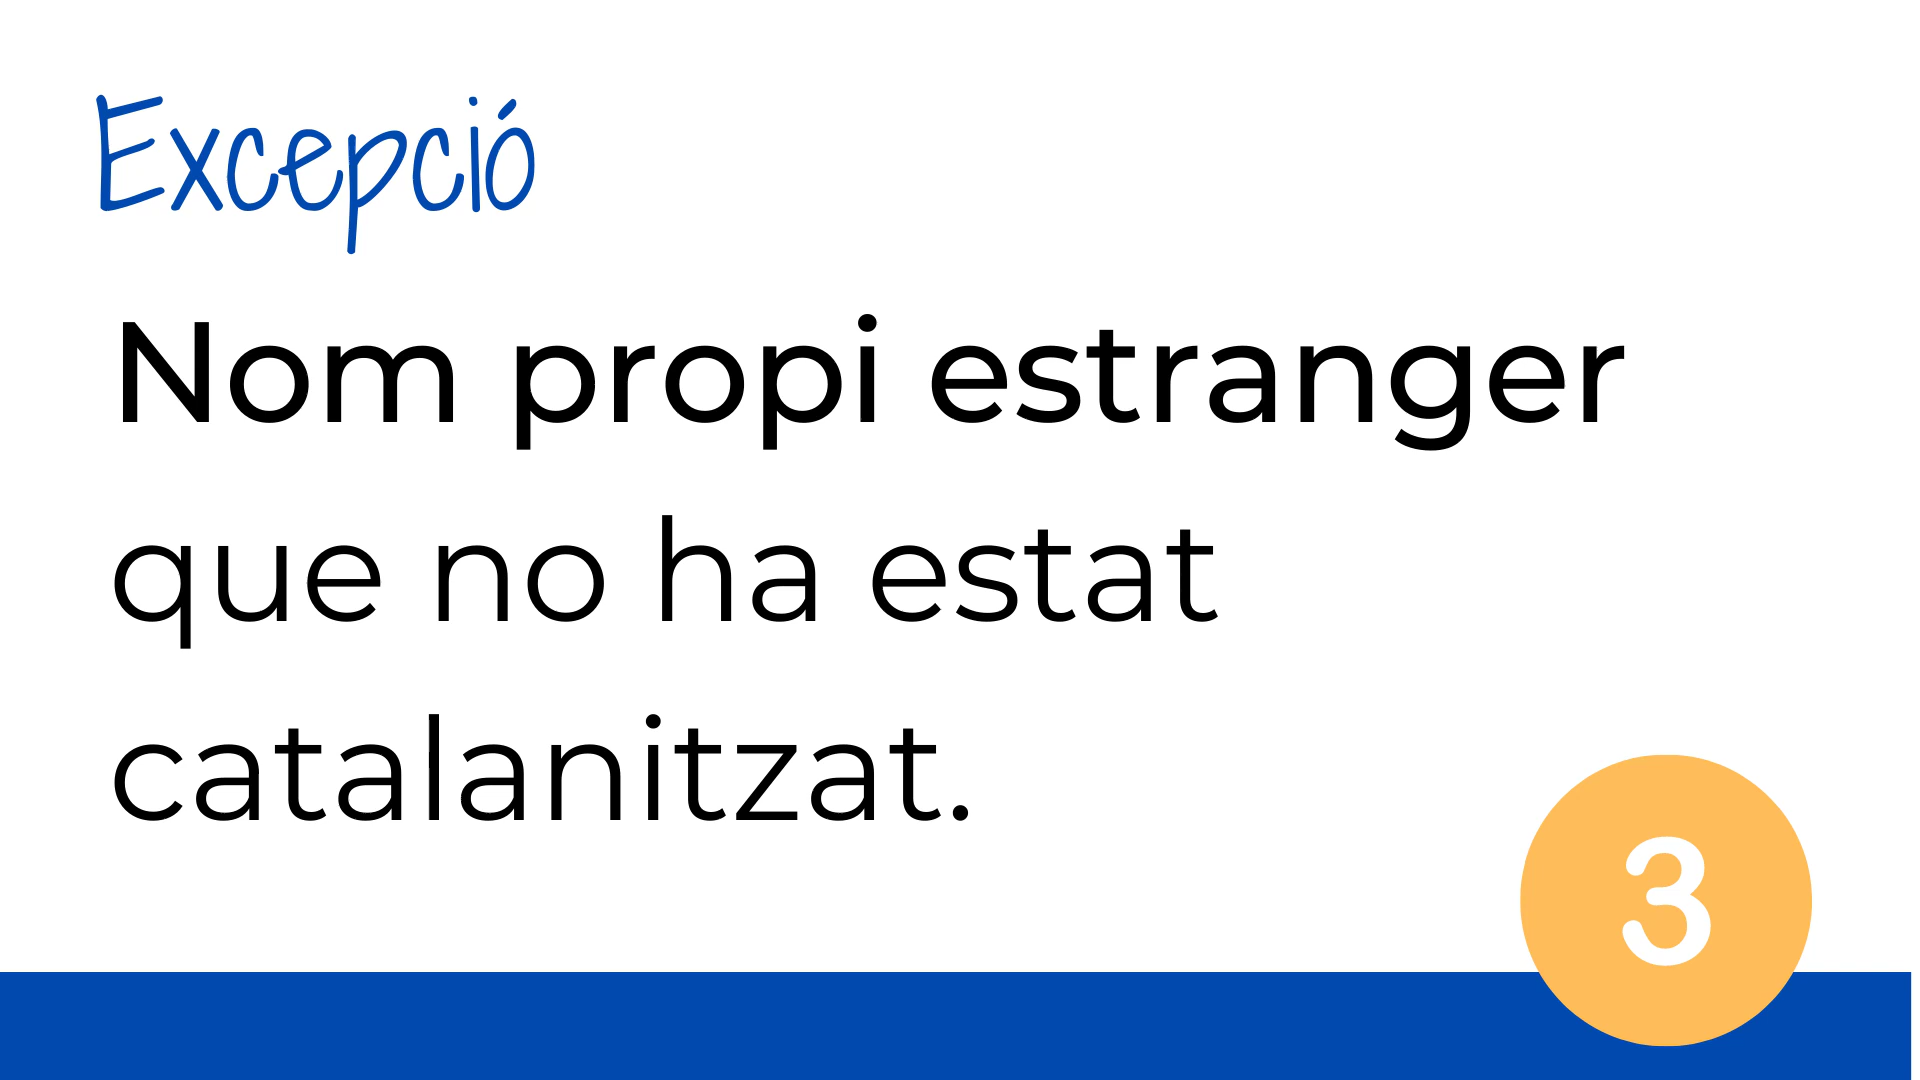 Excepció
Nom propi estranger
que no ha estat
catalanitzat.
3